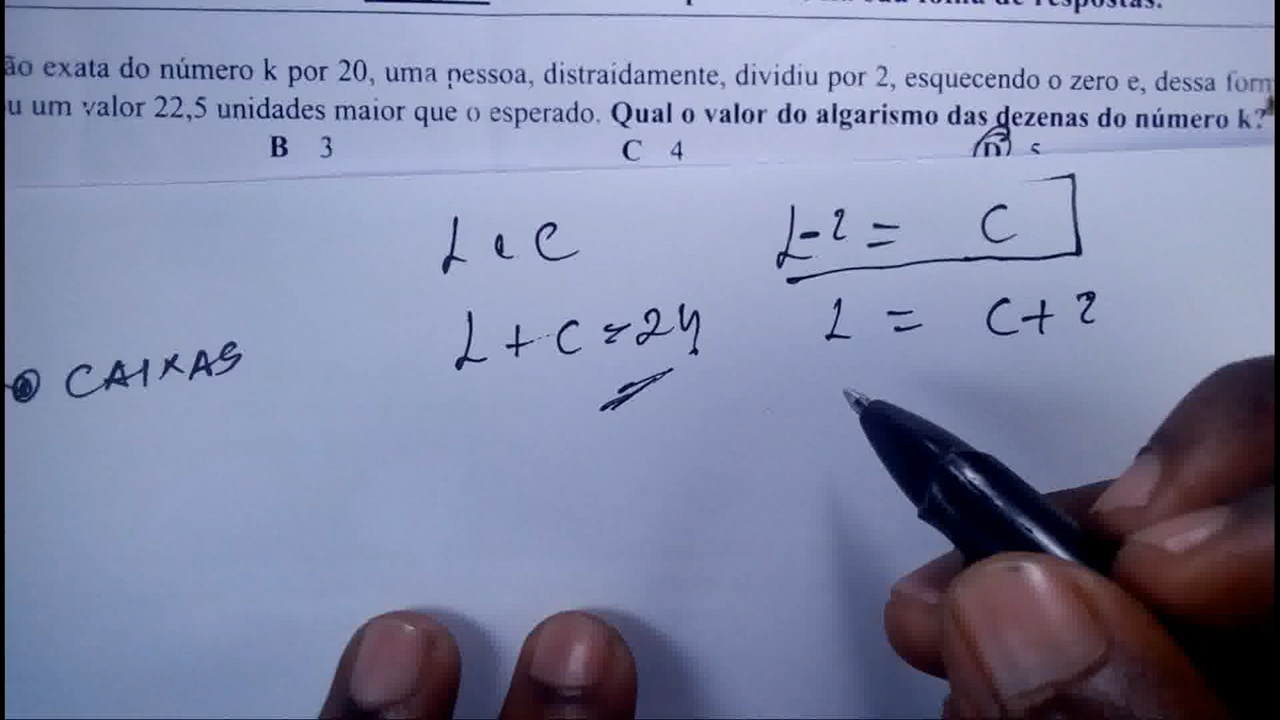 respostas.
ão exata do número k por 20, uma pessoa, distraidamente, dividiu por 2, esquecendo o zero e, dessa form
u um valor 22,5 unidades maior que o esperado. Qual o valor do algarismo das dezenas do número k?
B 3 C 4 D 5
L e C L-2 = C
L + C = 24 L = C+2
CAIXAS